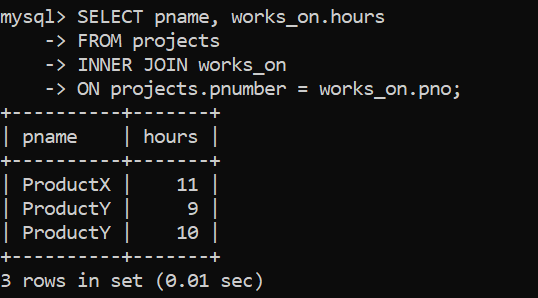 mysql> SELECT pname, works_on.hours
    -> FROM projects
    -> INNER JOIN works_on
    -> ON projects.pnumber = works_on.pno;
+----------+-------+
| pname    | hours |
+----------+-------+
| ProductX |    11 |
| ProductY |     9 |
| ProductY |    10 |
+----------+-------+
3 rows in set (0.01 sec)